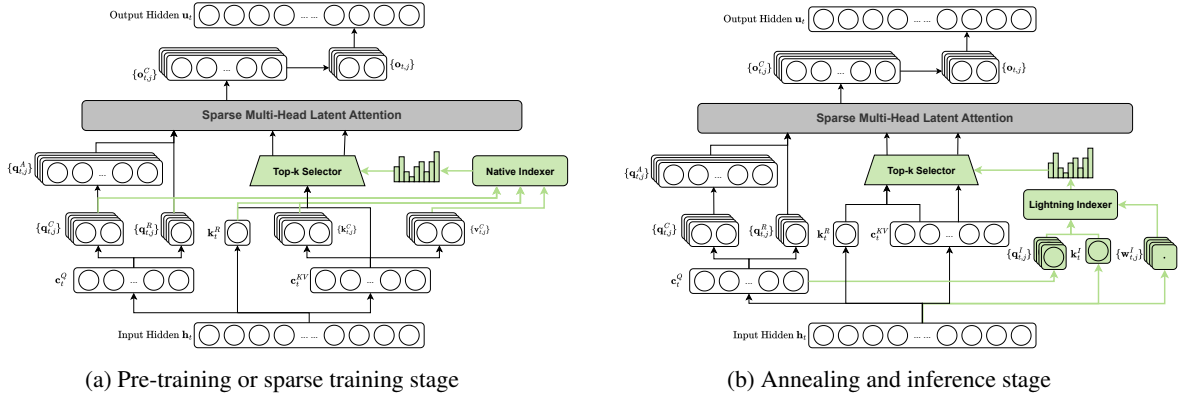 Output Hidden u_t
{o^C_{t,j}}
{o_{t,j}}
Sparse Multi-Head Latent Attention
{q^A_{t,j}}
Top-k Selector
Native Indexer
{q^C_{t,j}}
{q^R_{t,j}}
k^R_t
{k^C_{t,j}}
{v^C_{t,j}}
c^Q_t
c^{KV}_t
Input Hidden h_t
(a) Pre-training or sparse training stage
Output Hidden u_t
{o^C_{t,j}}
{o_{t,j}}
Sparse Multi-Head Latent Attention
{q^A_{t,j}}
Top-k Selector
Lightning Indexer
{q^C_{t,j}}
{q^R_{t,j}}
k^R_t
c^{KV}_t
{q^I_{t,j}}
k^I_t
{w^I_{t,j}}
c^Q_t
Input Hidden h_t
(b) Annealing and inference stage